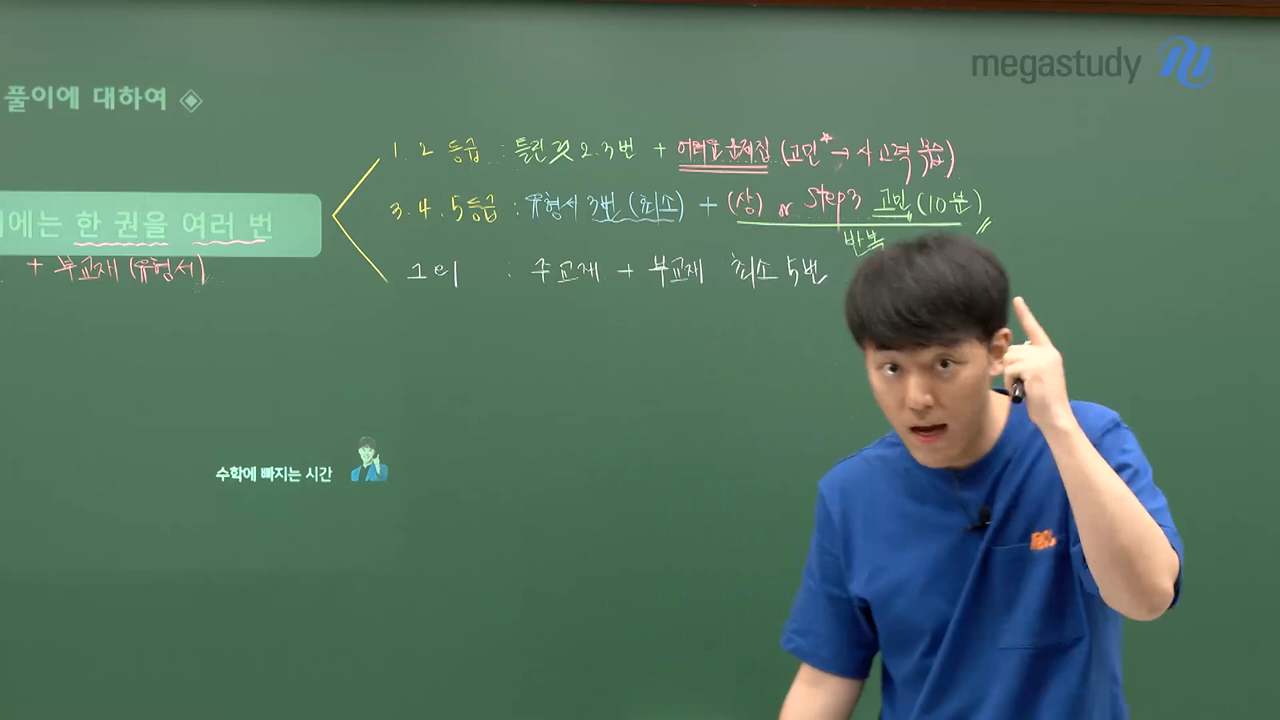 megastudy
풀이에 대하여
1. 2 등급 : 틀린 것 2.3번 + 어려운 문제집 (고민* → 사고력 복습)
3. 4. 5등급 : 유형서 3번 (최소) + (상) or Step3 고민 (10분)
반복
에는 한 권을 여러 번
+ 부교재 (유형서)
그 외 : 주교재 + 부교재 최소 5번
수학에 빠지는 시간